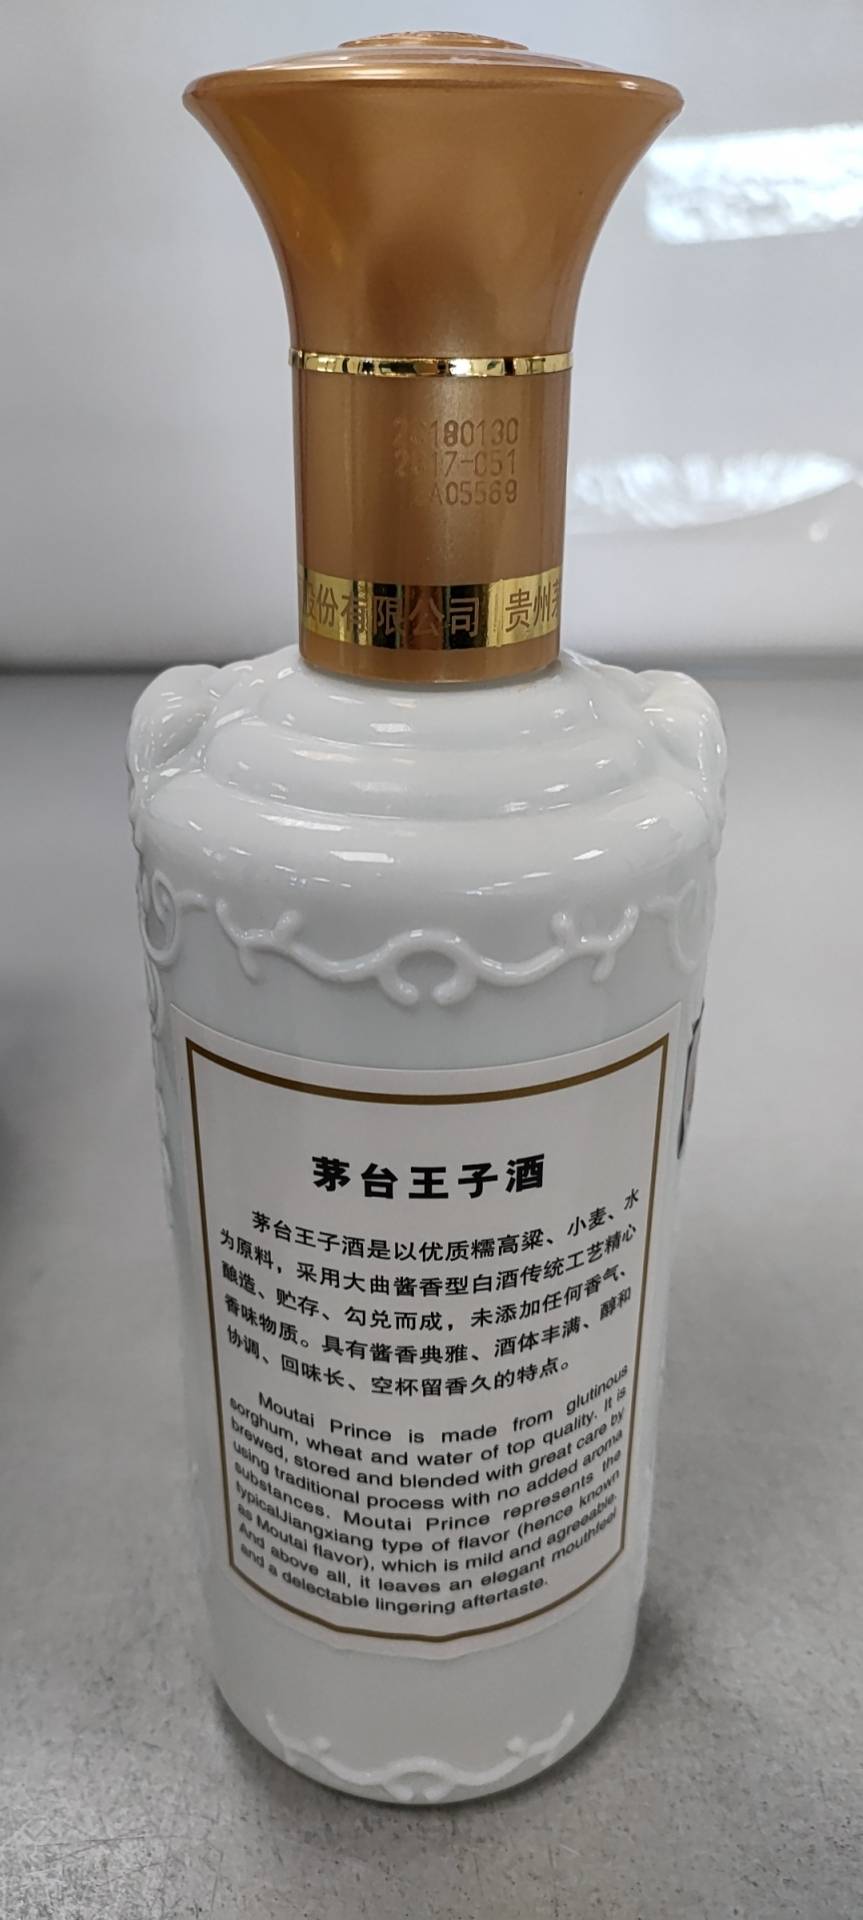 20180130
2017-051
A05569
股份有限公司 贵州茅
茅台王子酒
茅台王子酒是以优质糯高粱、小麦、水
为原料，采用大曲酱香型白酒传统工艺精心
酿造、贮存、勾兑而成，未添加任何香气、
香味物质。具有酱香典雅、酒体丰满、醇和
协调、回味长、空杯留香久的特点。
Moutai Prince is made from glutinous
sorghum, wheat and water of top quality. It is
brewed, stored and blended with great care by
using traditional process with no added aroma
substances. Moutai Prince represents the
typicalJiangxiang type of flavor (hence known
as Moutai flavor), which is mild and agreeable.
And above all, it leaves an elegant mouthfeel
and a delectable lingering aftertaste.